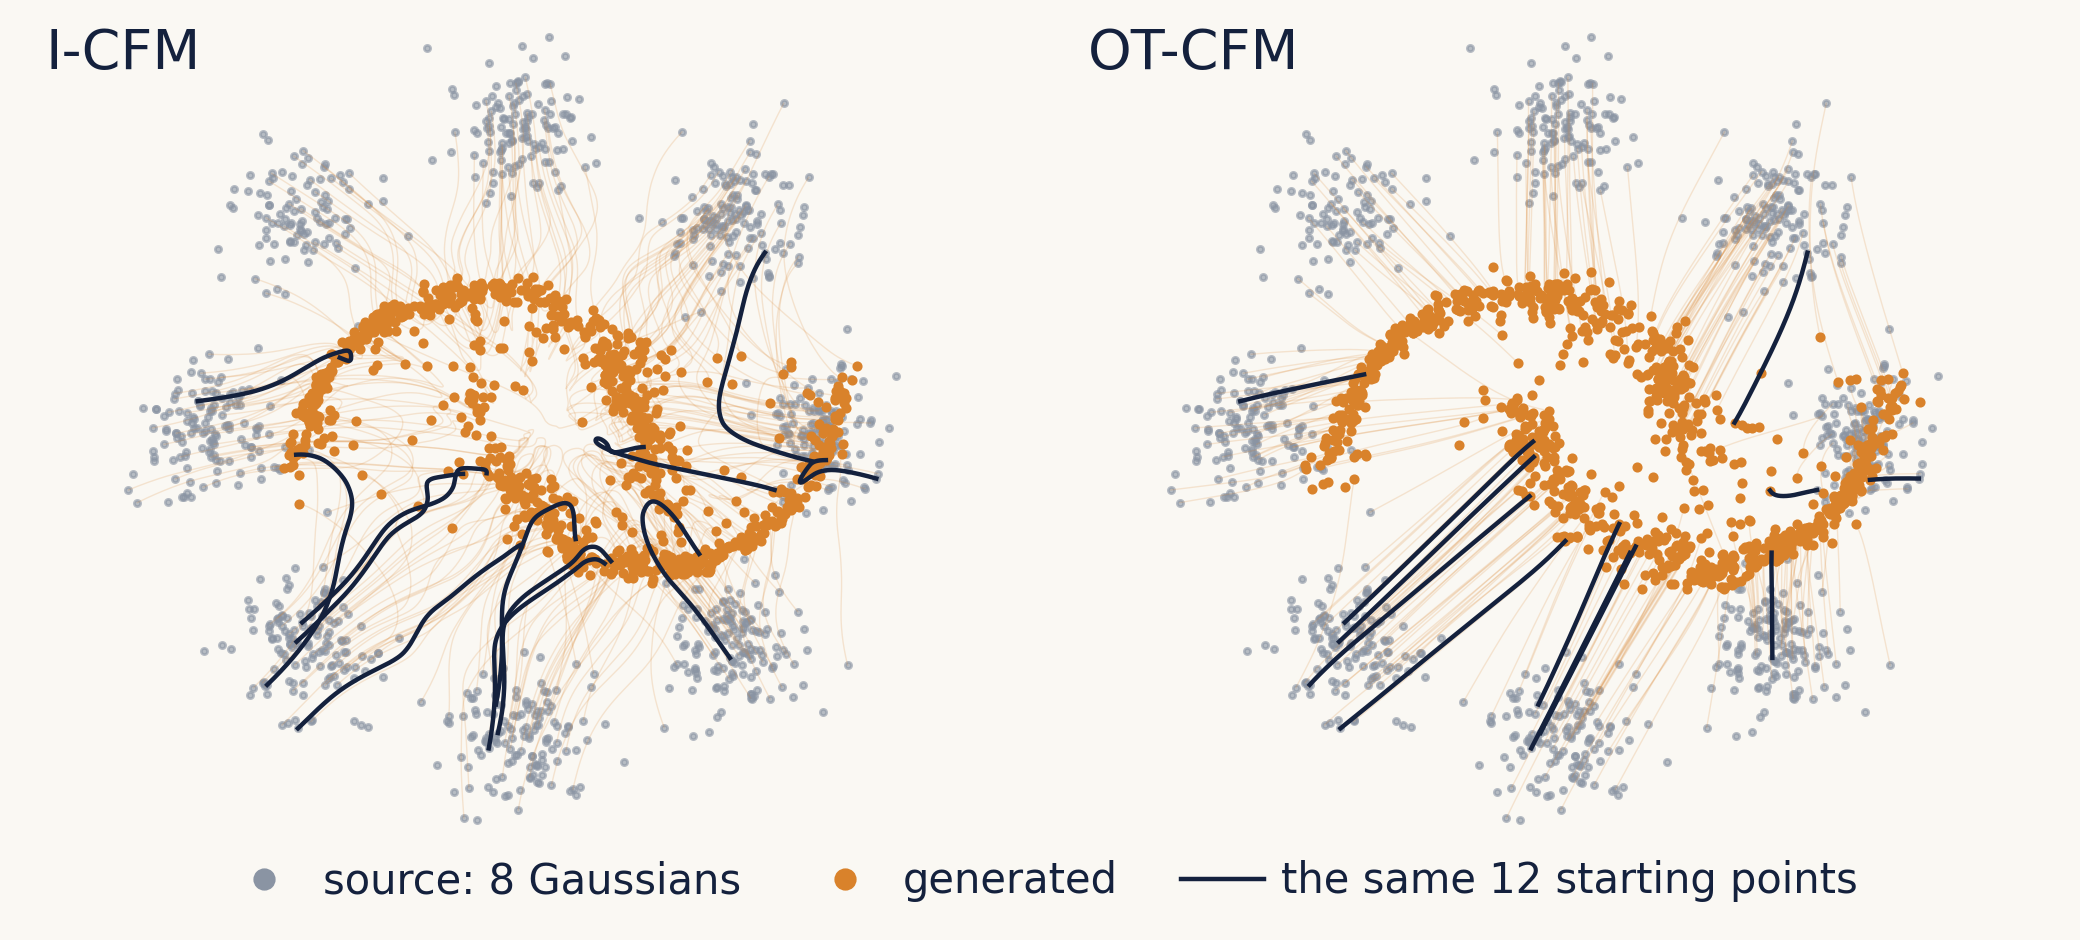 I-CFM
OT-CFM
source: 8 Gaussians
generated
the same 12 starting points